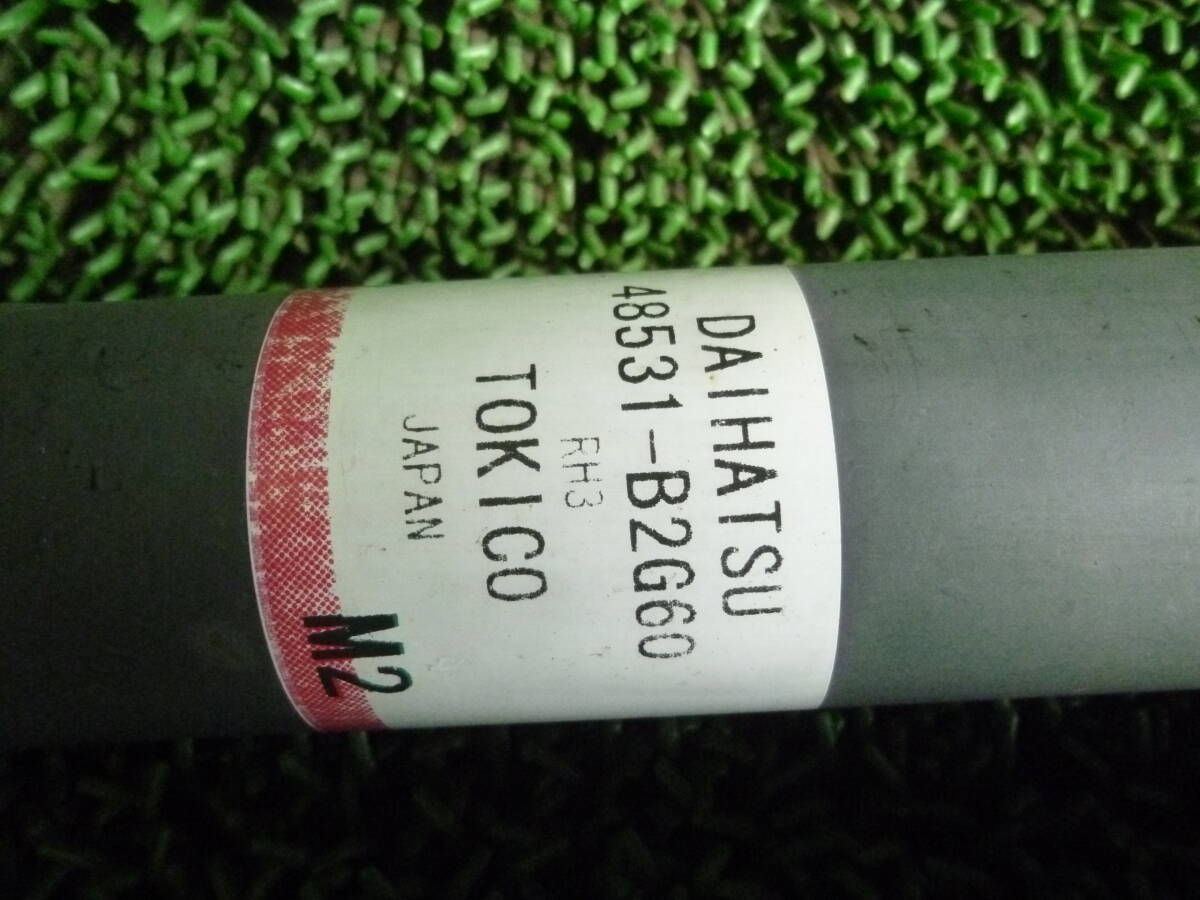 DAIHATSU
48531-B2G60
RH3
TOKICO
JAPAN
M2